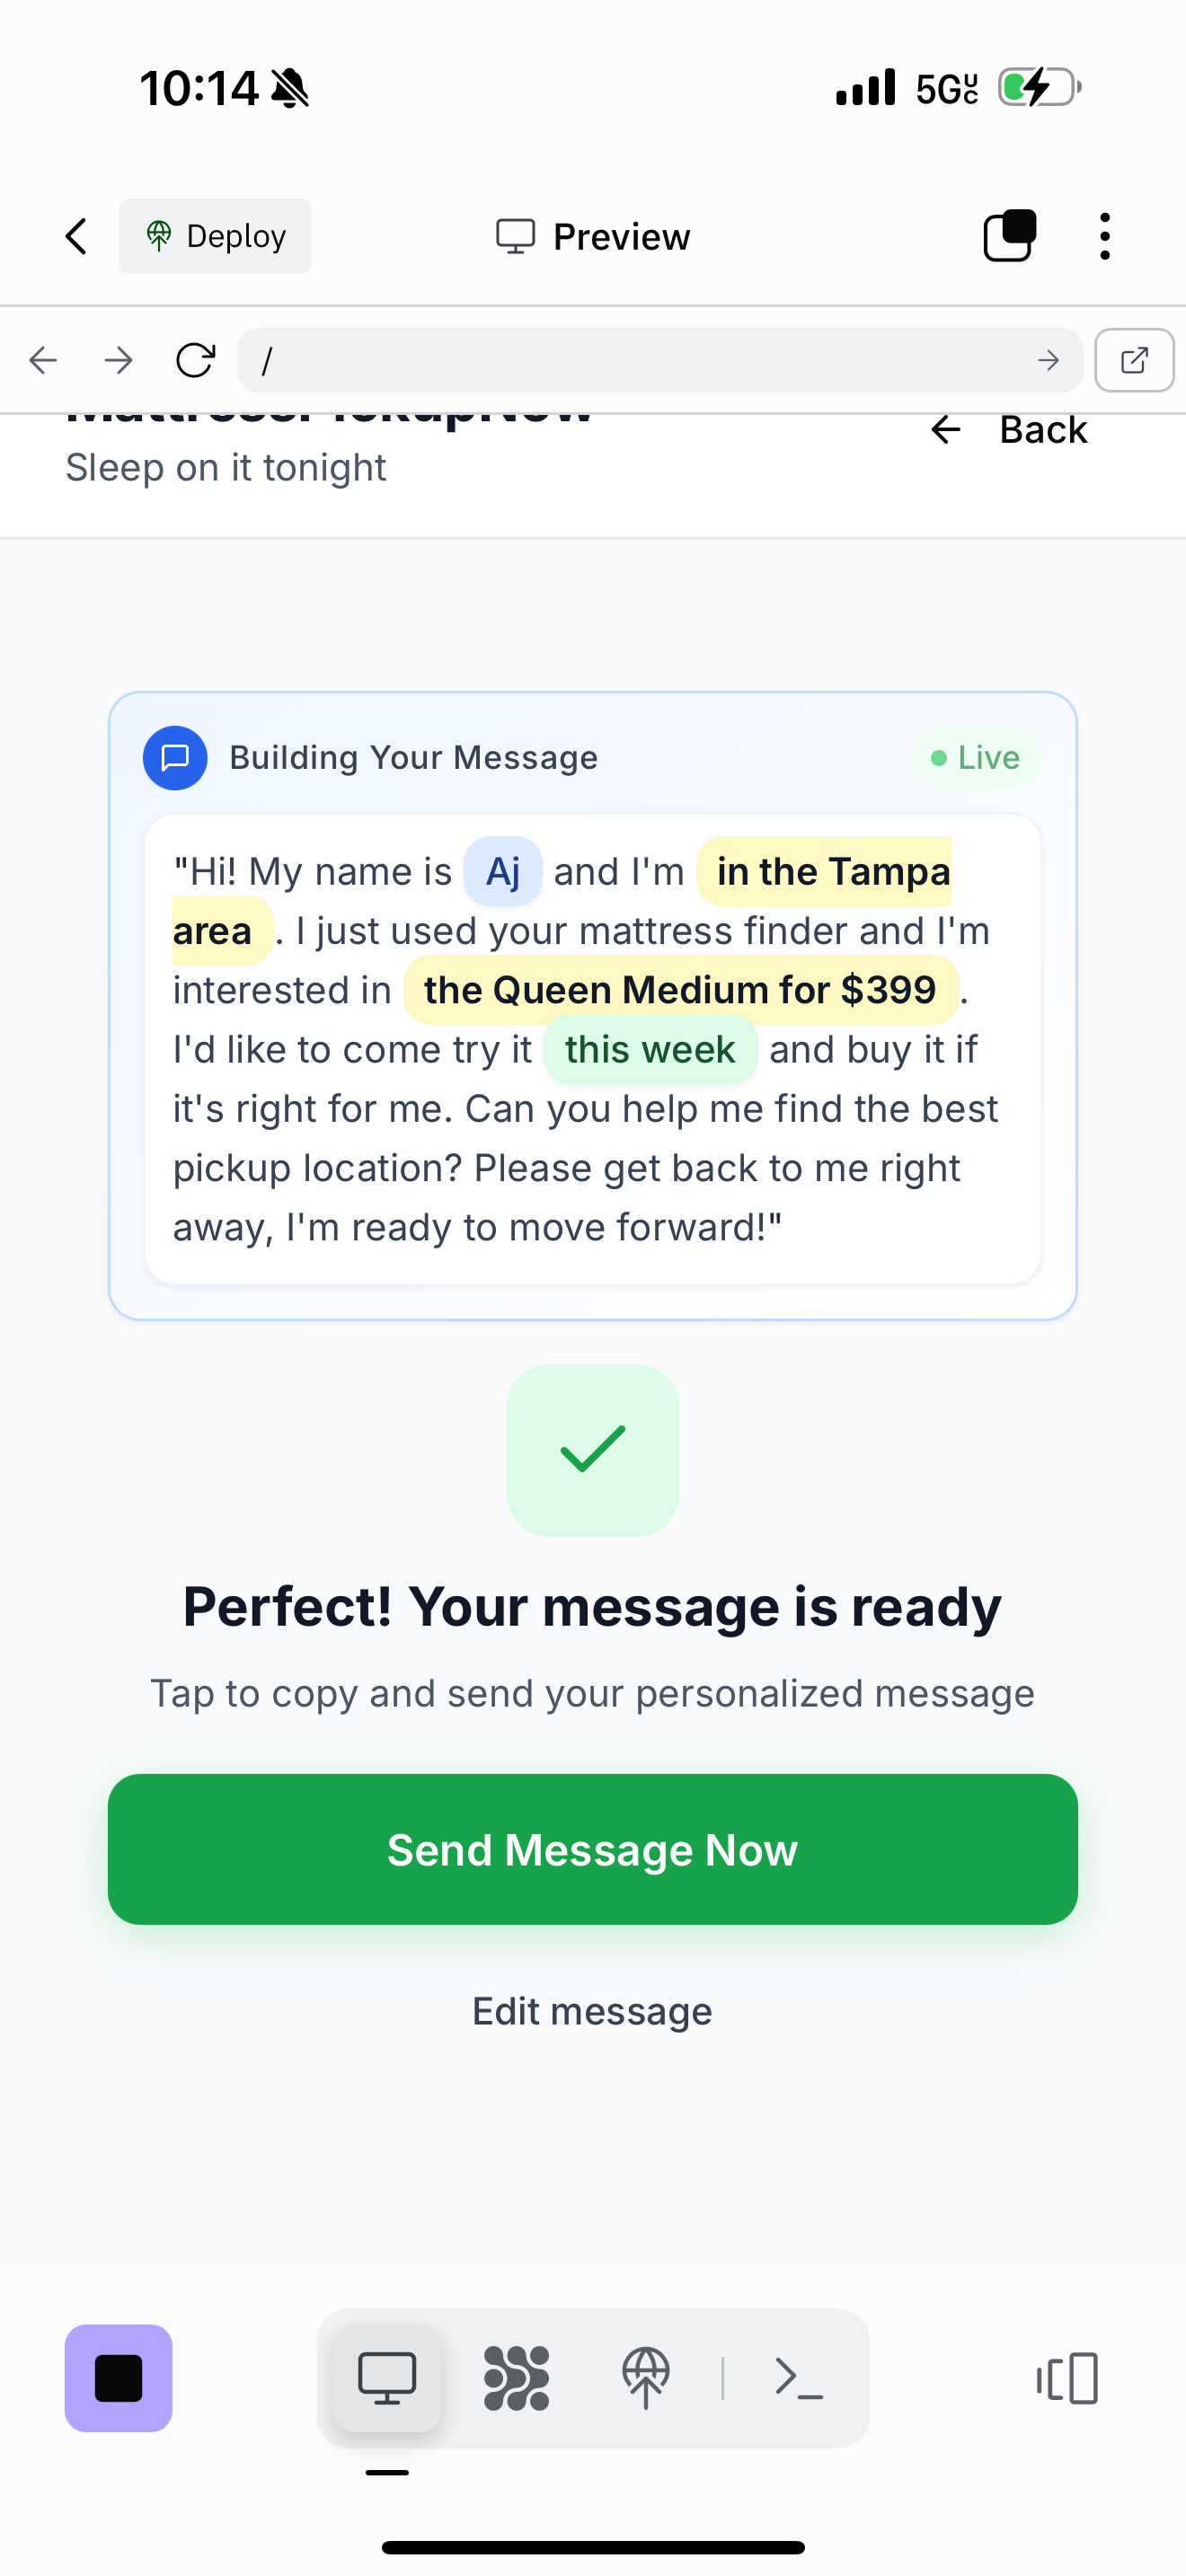 10:14
5G UC
Deploy
Preview
/
MattressPickupNow
Back
Sleep on it tonight
Building Your Message
Live
"Hi! My name is Aj and I'm in the Tampa
area . I just used your mattress finder and I'm
interested in the Queen Medium for $399 .
I'd like to come try it this week and buy it if
it's right for me. Can you help me find the best
pickup location? Please get back to me right
away, I'm ready to move forward!"
Perfect! Your message is ready
Tap to copy and send your personalized message
Send Message Now
Edit message